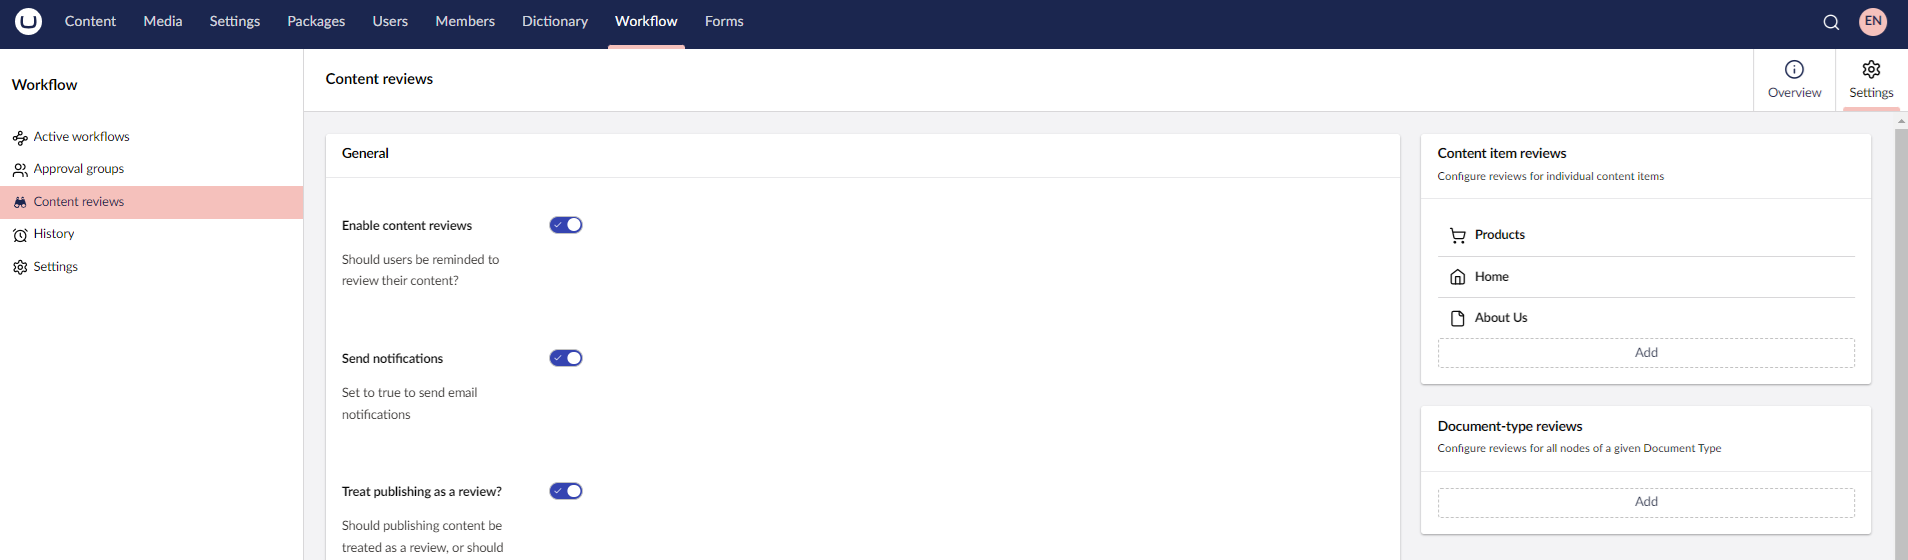 Content Media Settings Packages Users Members Dictionary Workflow Forms EN
Workflow
Active workflows
Approval groups
Content reviews
History
Settings
Content reviews
Overview
Settings
General
Enable content reviews
Should users be reminded to
review their content?
Send notifications
Set to true to send email
notifications
Treat publishing as a review?
Should publishing content be
treated as a review, or should
Content item reviews
Configure reviews for individual content items
Products
Home
About Us
Add
Document-type reviews
Configure reviews for all nodes of a given Document Type
Add